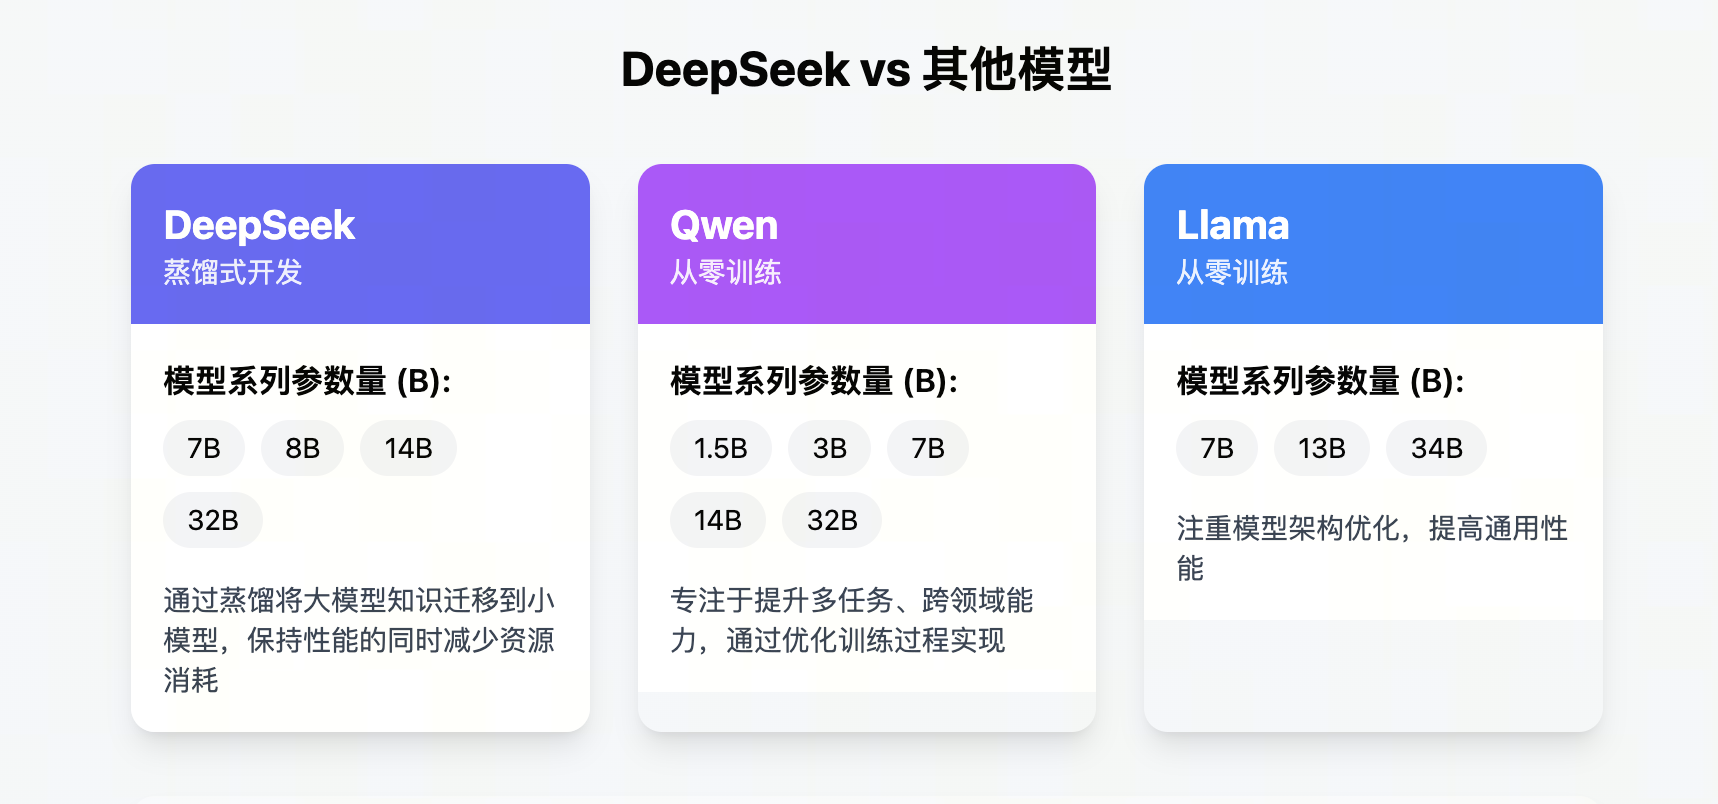 DeepSeek vs 其他模型
DeepSeek
蒸馏式开发
模型系列参数量 (B):
7B 8B 14B
32B
通过蒸馏将大模型知识迁移到小
模型，保持性能的同时减少资源
消耗
Qwen
从零训练
模型系列参数量 (B):
1.5B 3B 7B
14B 32B
专注于提升多任务、跨领域能
力，通过优化训练过程实现
Llama
从零训练
模型系列参数量 (B):
7B 13B 34B
注重模型架构优化，提高通用性
能